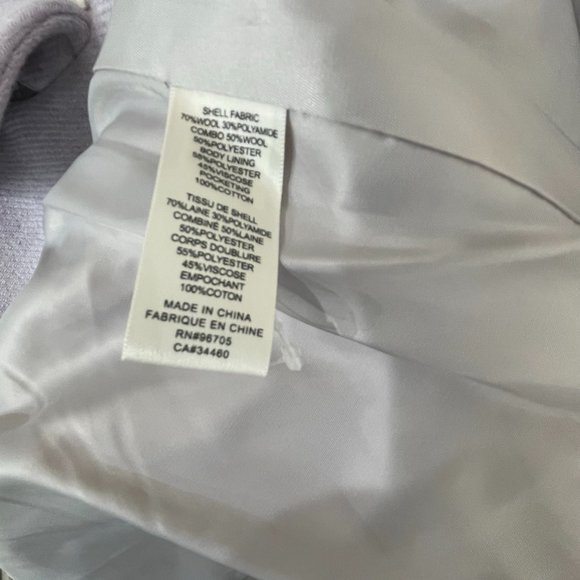 SHELL FABRIC
70%WOOL 30%POLYAMIDE
COMBO 50%WOOL
50%POLYESTER
BODY LINING
55%POLYESTER
45%VISCOSE
POCKETING
100%COTTON
TISSU DE SHELL
70%LAINE 30%POLYAMIDE
COMBINE 50%LAINE
50%POLYESTER
CORPS DOUBLURE
55%POLYESTER
45%VISCOSE
EMPOCHANT
100%COTON
MADE IN CHINA
FABRIQUE EN CHINE
RN#96705
CA#34460